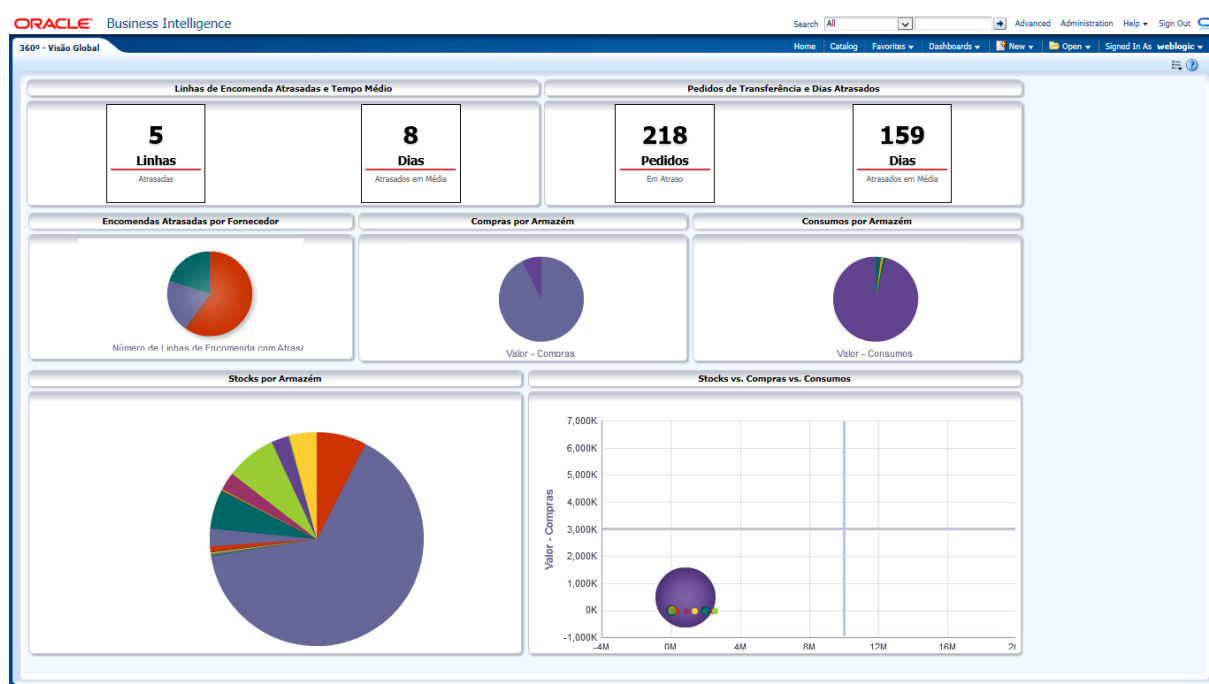 ORACLE Business Intelligence
Search All Advanced Administration Help Sign Out
360º - Visão Global
Home Catalog Favorites Dashboards New Open Signed In As weblogic
Linhas de Encomenda Atrasadas e Tempo Médio
Pedidos de Transferência e Dias Atrasados
5
Linhas
Atrasadas
8
Dias
Atrasados em Média
218
Pedidos
Em Atraso
159
Dias
Atrasados em Média
Encomendas Atrasadas por Fornecedor
Compras por Armazém
Consumos por Armazém
Número de Linhas de Encomenda com
Valor - Compras
Valor - Consumos
Stocks por Armazém
Stocks vs. Compras vs. Consumos
7,000K
6,000K
5,000K
4,000K
3,000K
2,000K
1,000K
0K
-1,000K
Valor - Compras
-4M 0M 4M 8M 12M 16M